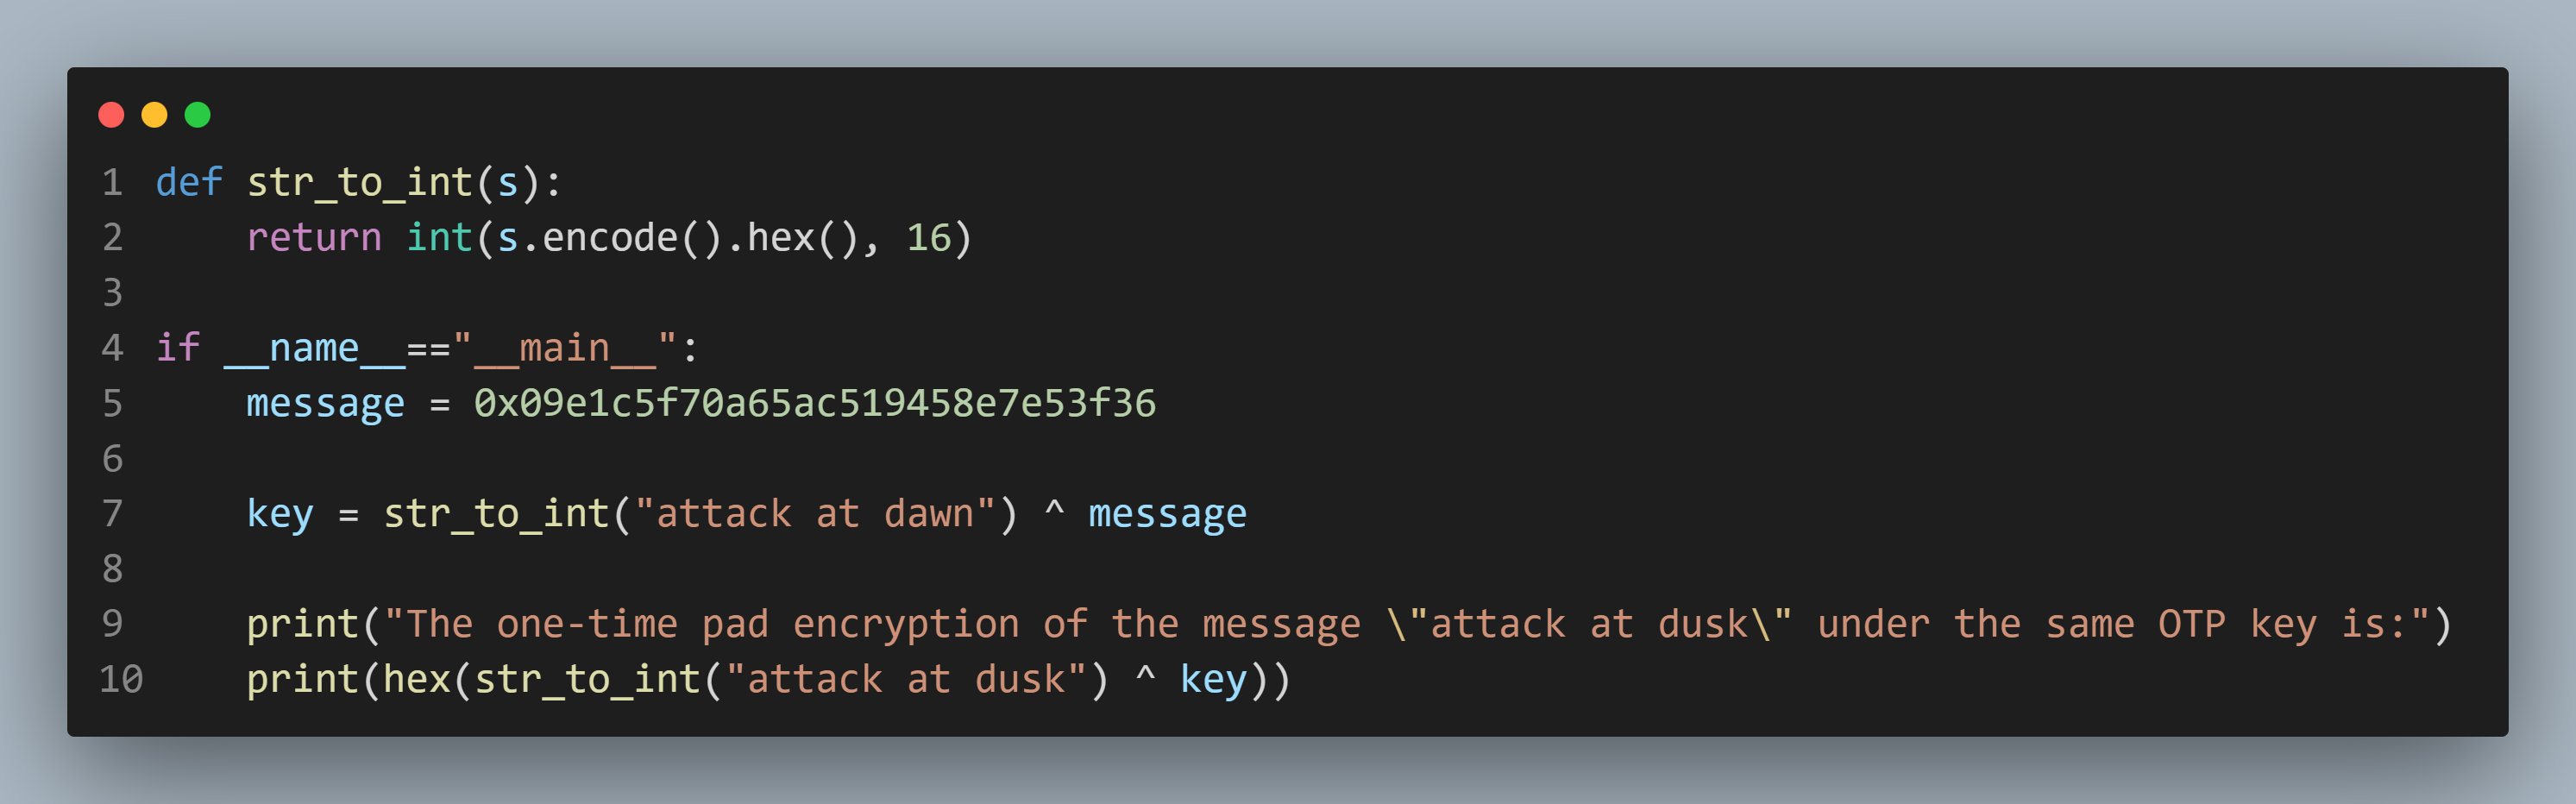 1 def str_to_int(s):
2     return int(s.encode().hex(), 16)
3
4 if __name__=="__main__":
5     message = 0x09e1c5f70a65ac519458e7e53f36
6
7     key = str_to_int("attack at dawn") ^ message
8
9     print("The one-time pad encryption of the message \"attack at dusk\" under the same OTP key is:")
10     print(hex(str_to_int("attack at dusk") ^ key))